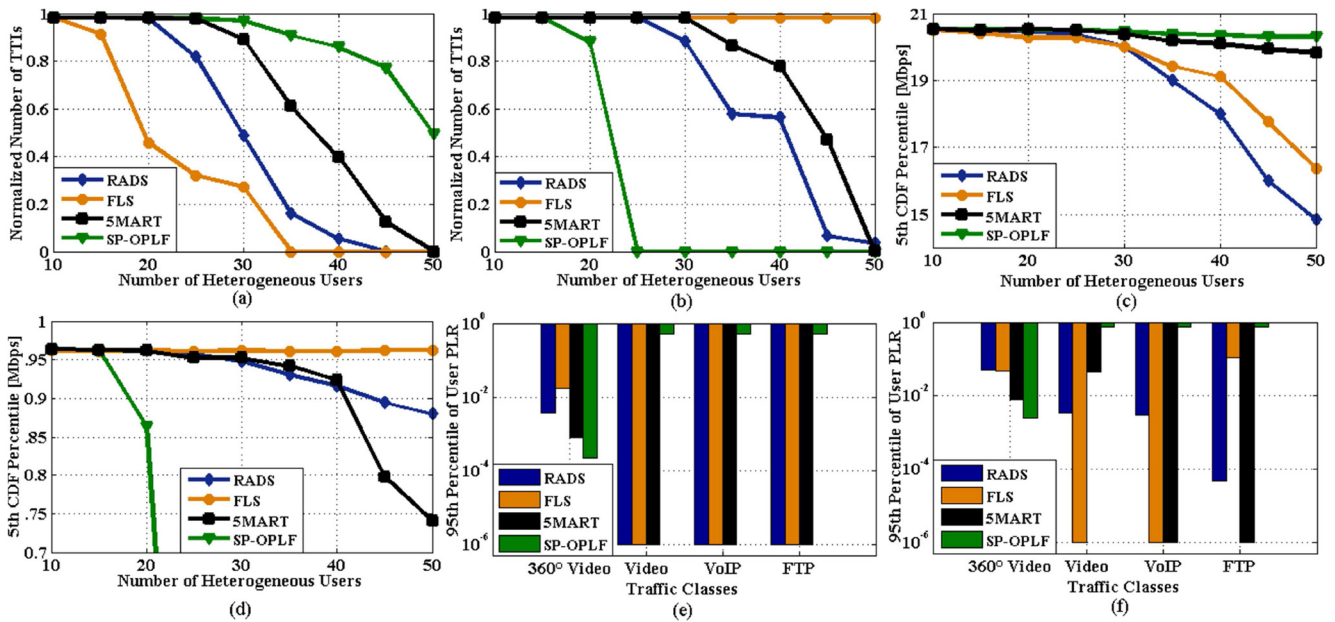 Normalized Number of TTIs
1
0.8
0.6
0.4
0.2
0
RADS
FLS
5MART
SP-OPLF
10
20
30
40
50
Number of Heterogeneous Users
(a)
Normalized Number of TTIs
1
0.8
0.6
0.4
0.2
0
RADS
FLS
5MART
SP-OPLF
10
20
30
40
50
Number of Heterogeneous Users
(b)
5th CDF Percentile [Mbps]
21
19
17
15
RADS
FLS
5MART
SP-OPLF
10
20
30
40
50
Number of Heterogeneous Users
(c)
5th CDF Percentile [Mbps]
1
.95
0.9
.85
0.8
.75
0.7
RADS
FLS
5MART
SP-OPLF
10
20
30
40
50
Number of Heterogeneous Users
(d)
95th Percentile of User PLR
10⁰
10⁻²
10⁻⁴
10⁻⁶
RADS
FLS
5MART
SP-OPLF
360° Video
Video
VoIP
FTP
Traffic Classes
(e)
95th Percentile of User PLR
10⁰
10⁻²
10⁻⁴
10⁻⁶
RADS
FLS
5MART
SP-OPLF
360° Video
Video
VoIP
FTP
Traffic Classes
(f)